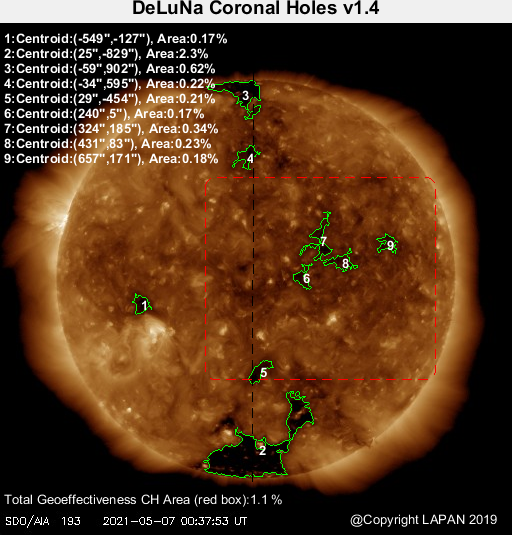 DeLuNa Coronal Holes v1.4
1:Centroid:(-549",-127"), Area:0.17%
2:Centroid:(25",-829"), Area:2.3%
3:Centroid:(-59",902"), Area:0.62%
4:Centroid:(-34",595"), Area:0.22%
5:Centroid:(29",-454"), Area:0.21%
6:Centroid:(240",5"), Area:0.17%
7:Centroid:(324",185"), Area:0.34%
8:Centroid:(431",83"), Area:0.23%
9:Centroid:(657",171"), Area:0.18%
3
4
7
9
8
6
1
5
2
Total Geoeffectiveness CH Area (red box):1.1 %
SDO/AIA 193 2021-05-07 00:37:53 UT
@Copyright LAPAN 2019